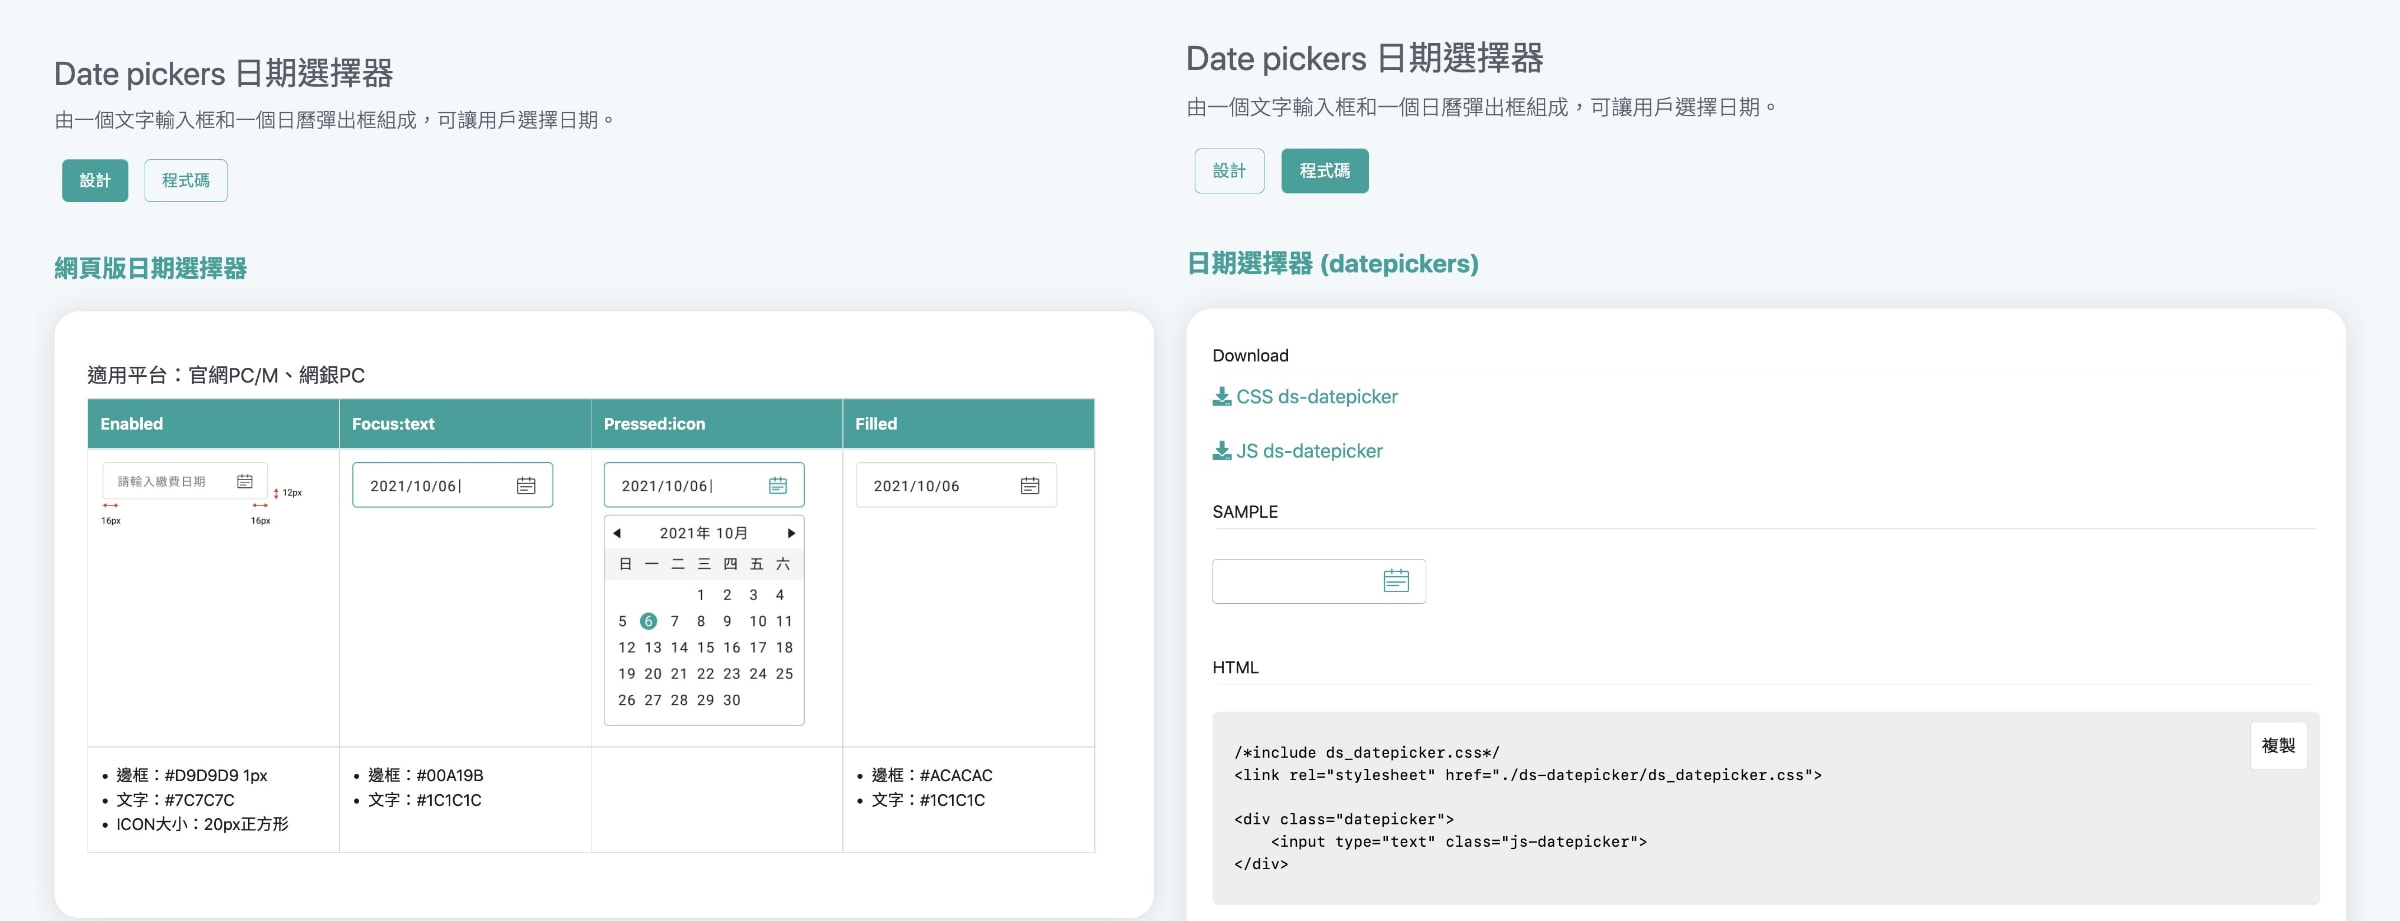 Date pickers 日期選擇器
由一個文字輸入框和一個日曆彈出框組成，可讓用戶選擇日期。
設計
程式碼
網頁版日期選擇器
適用平台：官網PC/M、網銀PC
Enabled
Focus:text
Pressed:icon
Filled
請輸入繳費日期
12px
16px
16px
2021/10/06|
2021/10/06|
2021年 10月
日 一 二 三 四 五 六
1 2 3 4
5 6 7 8 9 10 11
12 13 14 15 16 17 18
19 20 21 22 23 24 25
26 27 28 29 30
2021/10/06
• 邊框：#D9D9D9 1px
• 文字：#7C7C7C
• ICON大小：20px正方形
• 邊框：#00A19B
• 文字：#1C1C1C
• 邊框：#ACACAC
• 文字：#1C1C1C
Date pickers 日期選擇器
由一個文字輸入框和一個日曆彈出框組成，可讓用戶選擇日期。
設計
程式碼
日期選擇器 (datepickers)
Download
CSS ds-datepicker
JS ds-datepicker
SAMPLE
HTML
複製
/*include ds_datepicker.css*/
<link rel="stylesheet" href="./ds-datepicker/ds_datepicker.css">
<div class="datepicker">
<input type="text" class="js-datepicker">
</div>